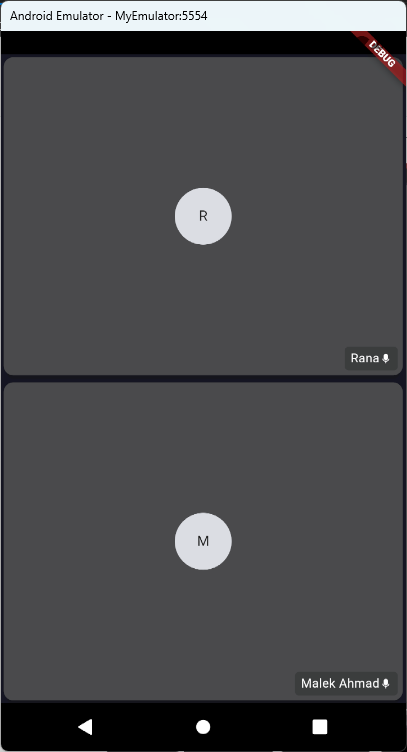 Android Emulator - MyEmulator:5554
DEBUG
R
Rana
M
Malek Ahmad